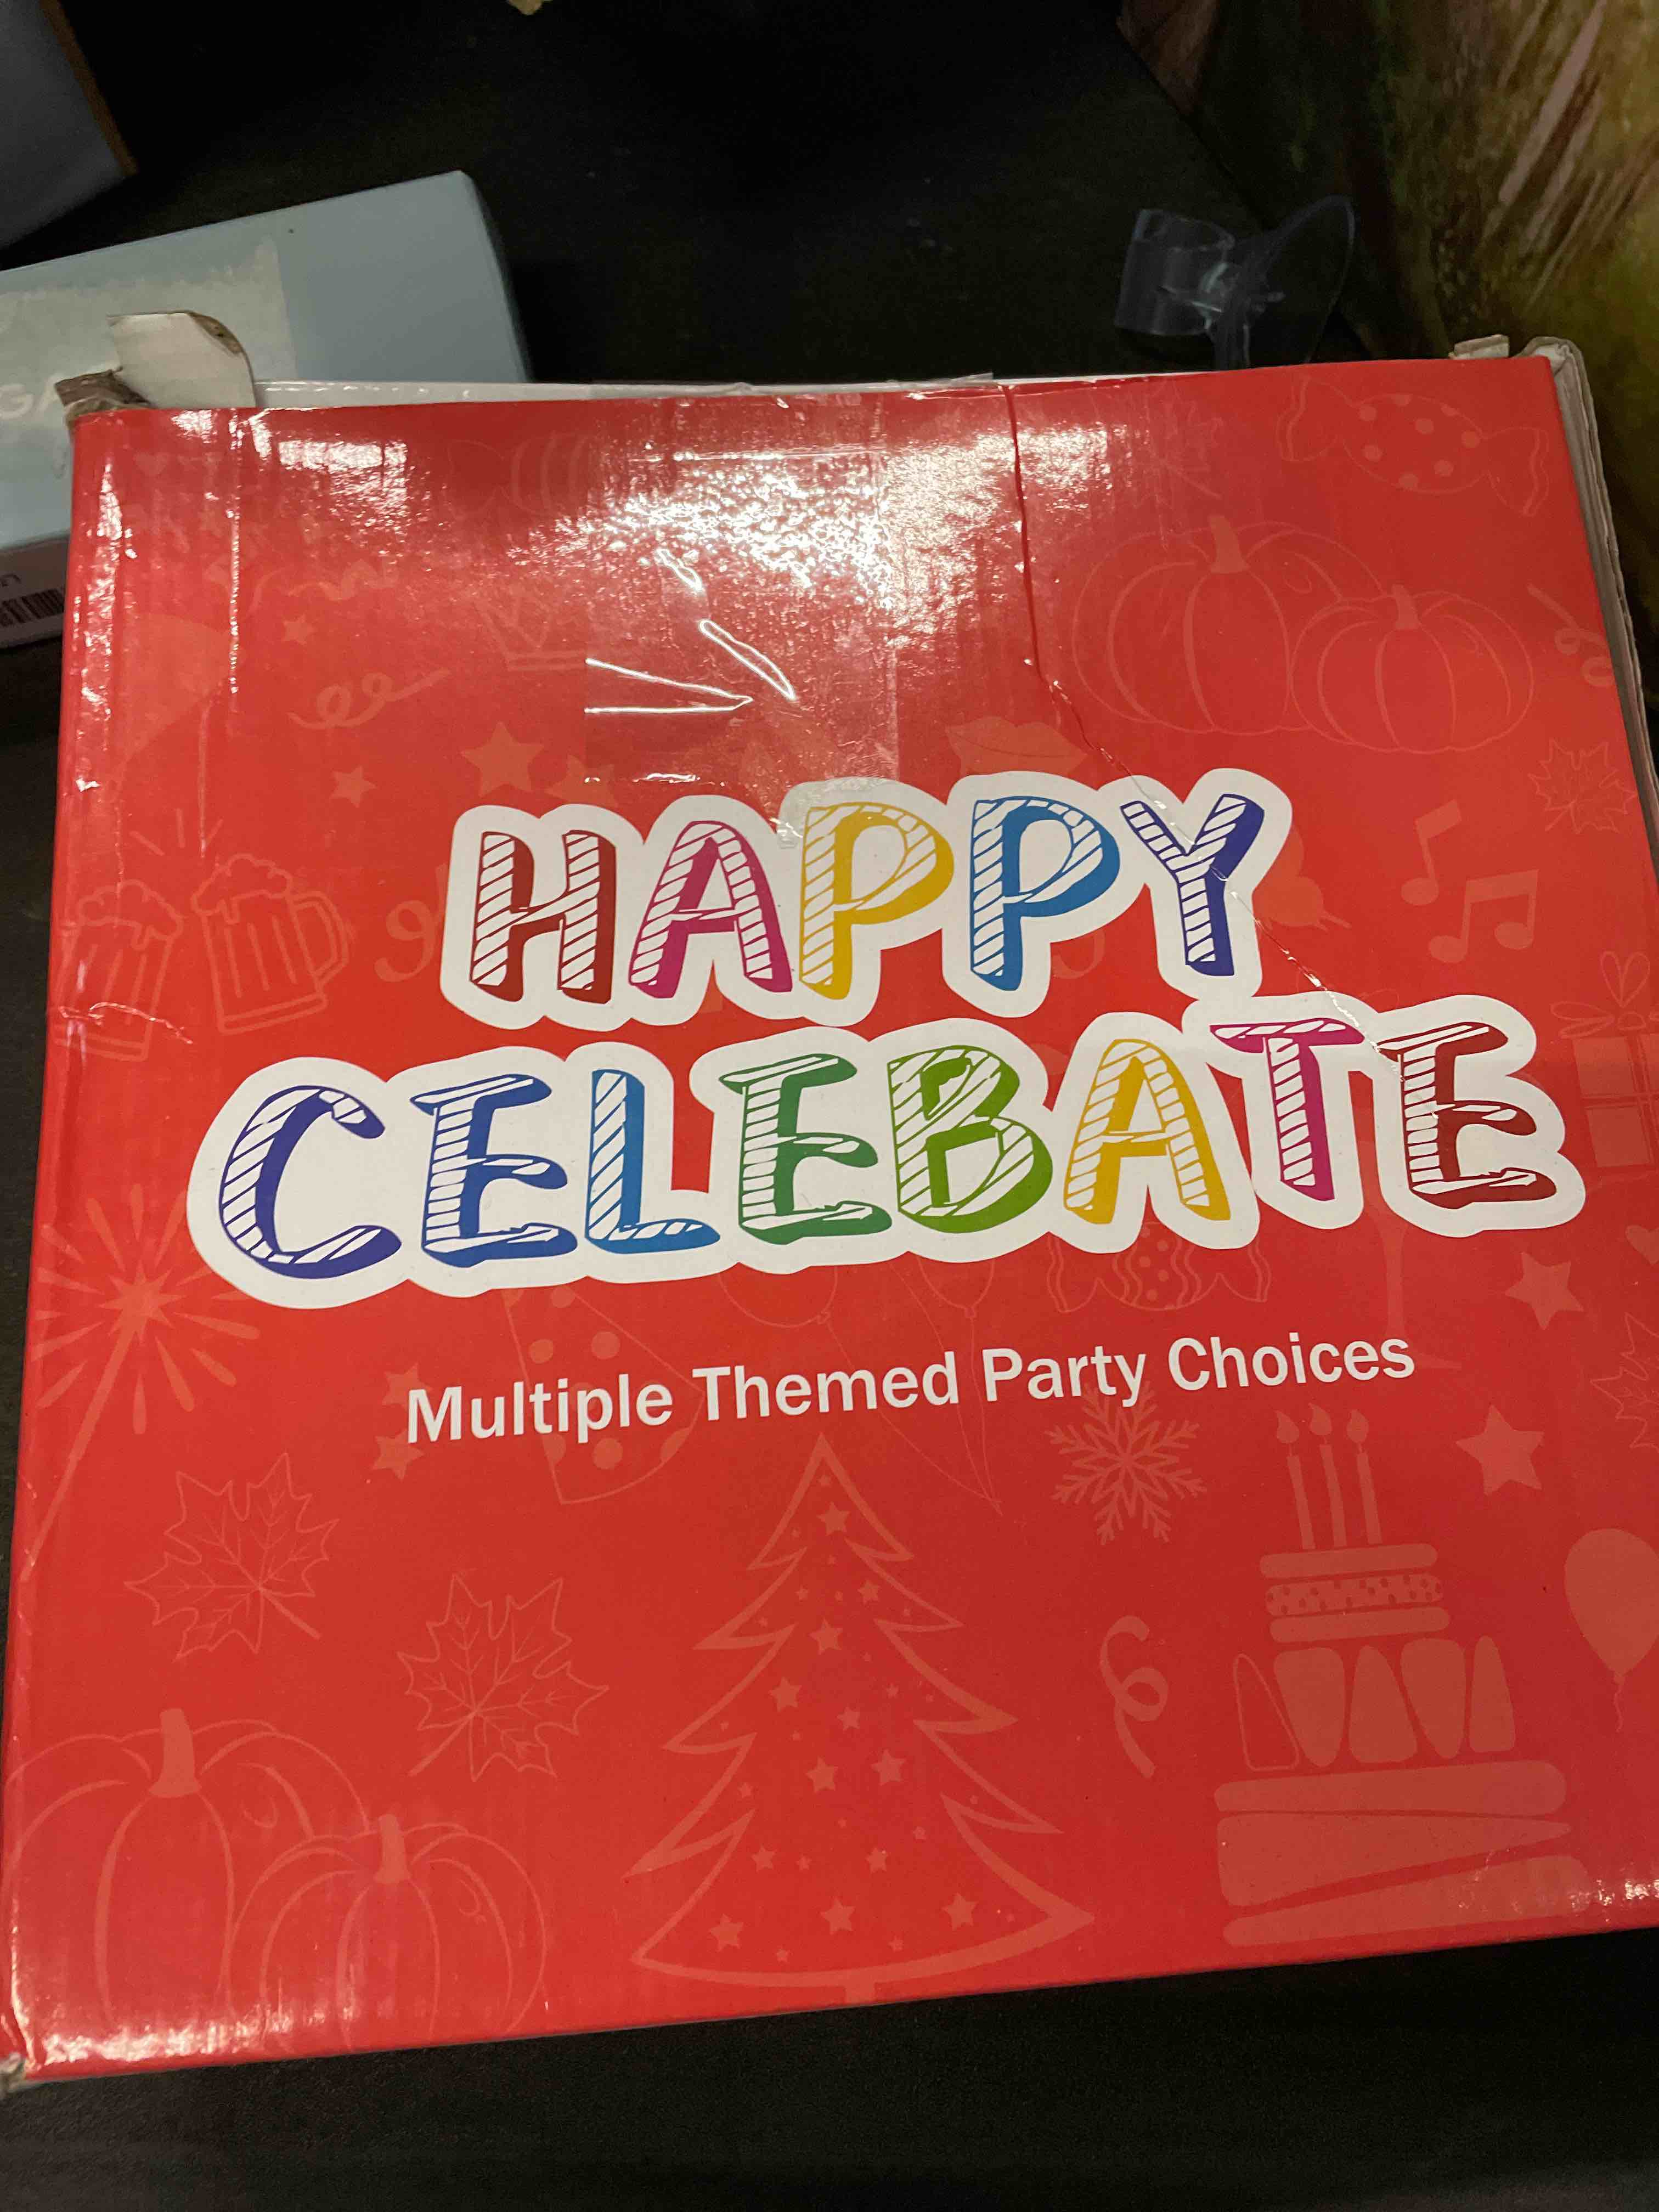 HAPPY
CELEBATE
Multiple Themed Party Choices